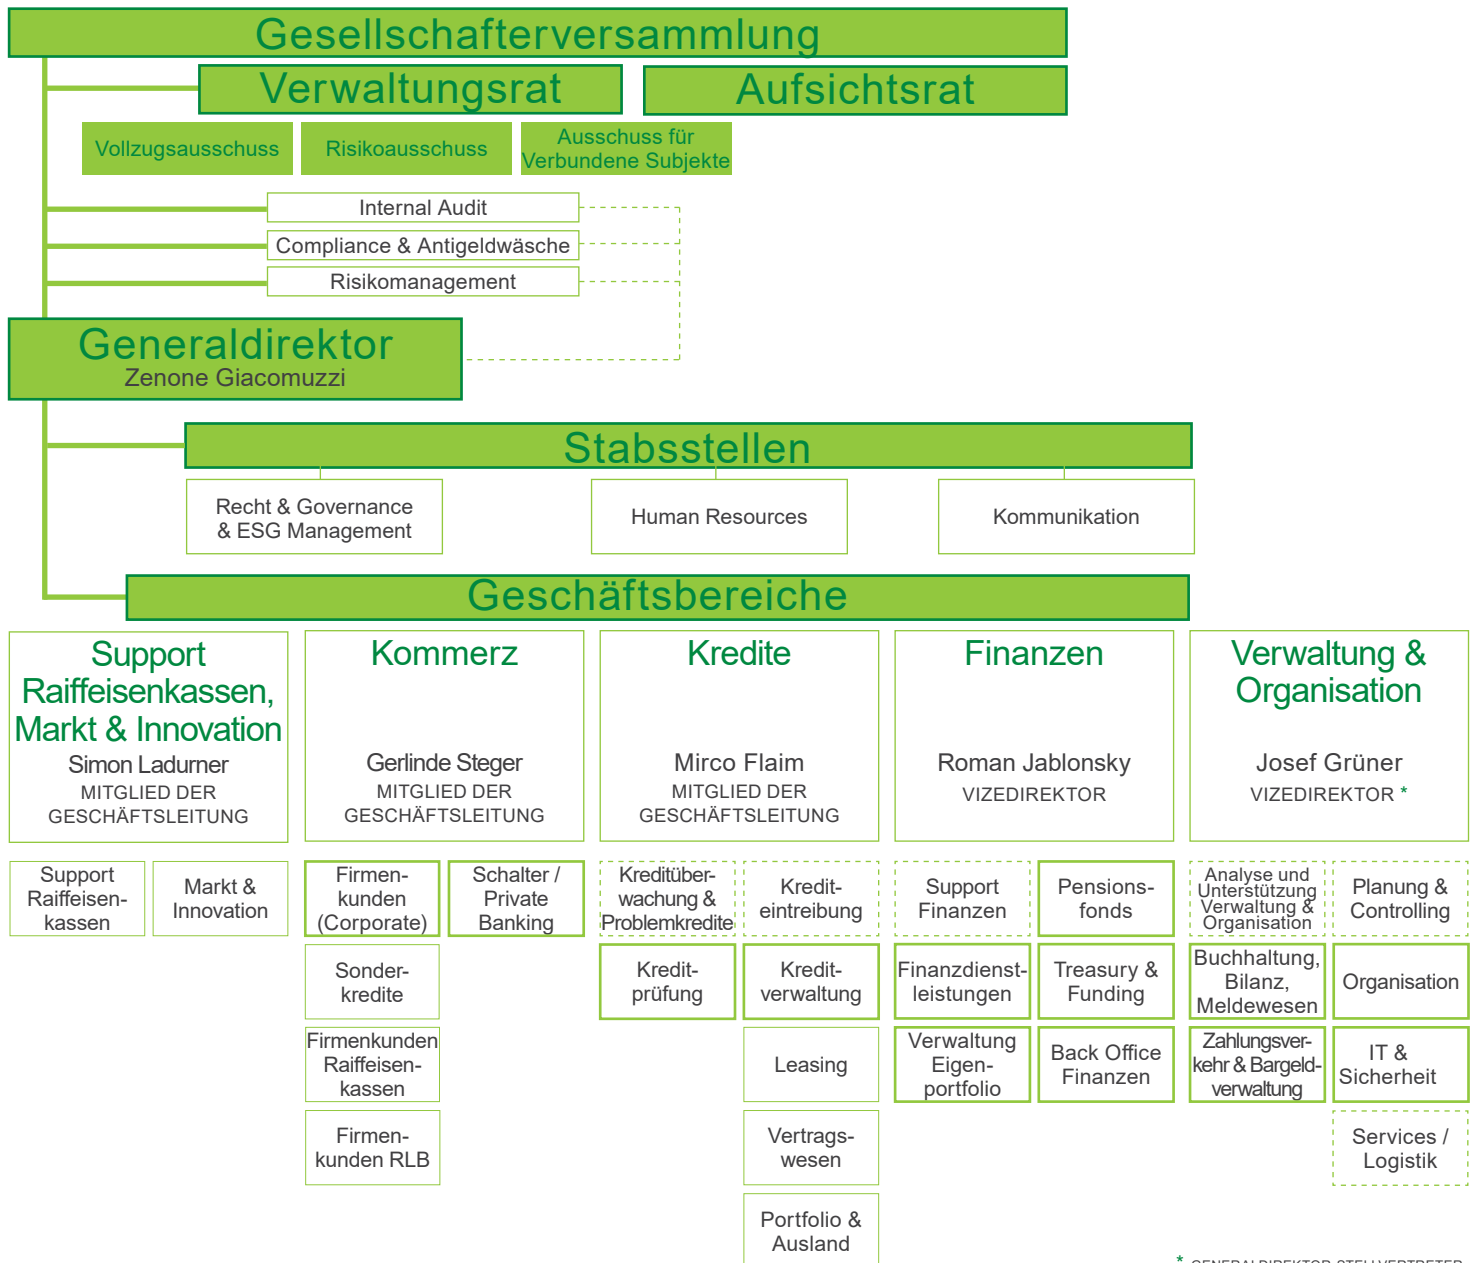 Gesellschafterversammlung
Verwaltungsrat
Aufsichtsrat
Vollzugsausschuss
Risikoausschuss
Ausschuss für
Verbundene Subjekte
Internal Audit
Compliance & Antigeldwäsche
Risikomanagement
Generaldirektor
Zenone Giacomuzzi
Stabsstellen
Recht & Governance
& ESG Management
Human Resources
Kommunikation
Geschäftsbereiche
Support
Raiffeisenkassen,
Markt & Innovation
Simon Ladurner
MITGLIED DER
GESCHÄFTSLEITUNG
Kommerz
Gerlinde Steger
MITGLIED DER
GESCHÄFTSLEITUNG
Kredite
Mirco Flaim
MITGLIED DER
GESCHÄFTSLEITUNG
Finanzen
Roman Jablonsky
VIZEDIREKTOR
Verwaltung &
Organisation
Josef Grüner
VIZEDIREKTOR *
Support
Raiffeisen-
kassen
Markt &
Innovation
Firmen-
kunden
(Corporate)
Schalter /
Private
Banking
Sonder-
kredite
Firmenkunden
Raiffeisen-
kassen
Firmen-
kunden RLB
Kreditüber-
wachung &
Problemkredite
Kredit-
eintreibung
Kredit-
prüfung
Kredit-
verwaltung
Leasing
Vertrags-
wesen
Portfolio &
Ausland
Support
Finanzen
Pensions-
fonds
Finanzdienst-
leistungen
Treasury &
Funding
Verwaltung
Eigen-
portfolio
Back Office
Finanzen
Analyse und
Unterstützung
Verwaltung &
Organisation
Planung &
Controlling
Buchhaltung,
Bilanz,
Meldewesen
Organisation
Zahlungsver-
kehr & Bargeld-
verwaltung
IT &
Sicherheit
Services /
Logistik
* GENERALDIREKTOR-STELLVERTRETER